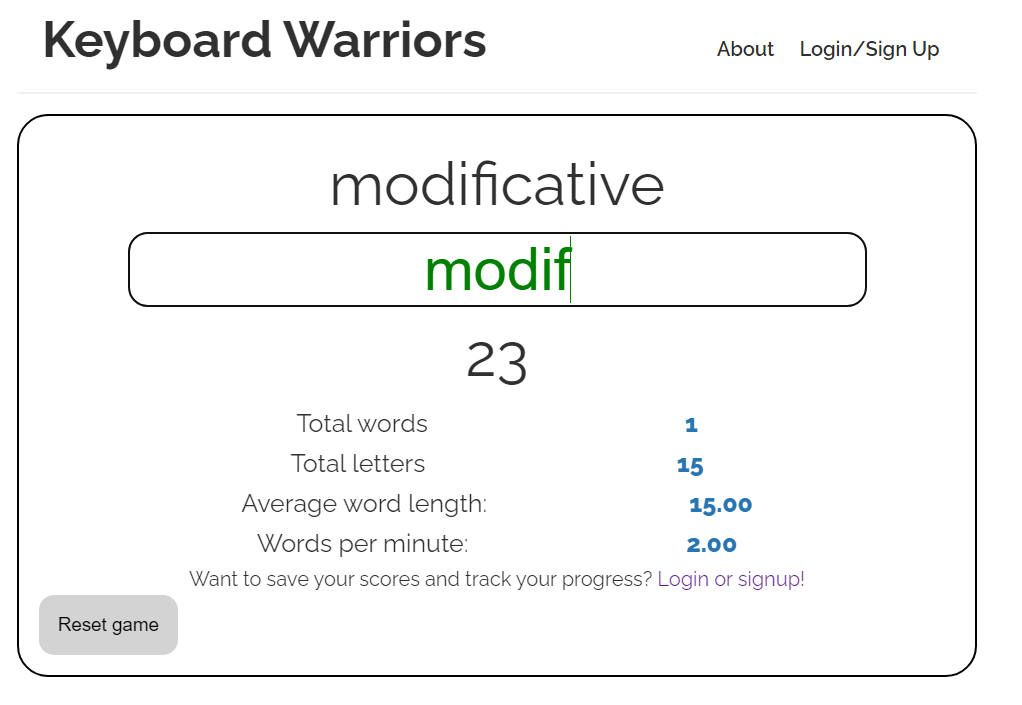 Keyboard Warriors
About Login/Sign Up
modificative
modif
23
Total words 1
Total letters 15
Average word length: 15.00
Words per minute: 2.00
Want to save your scores and track your progress? Login or signup!
Reset game